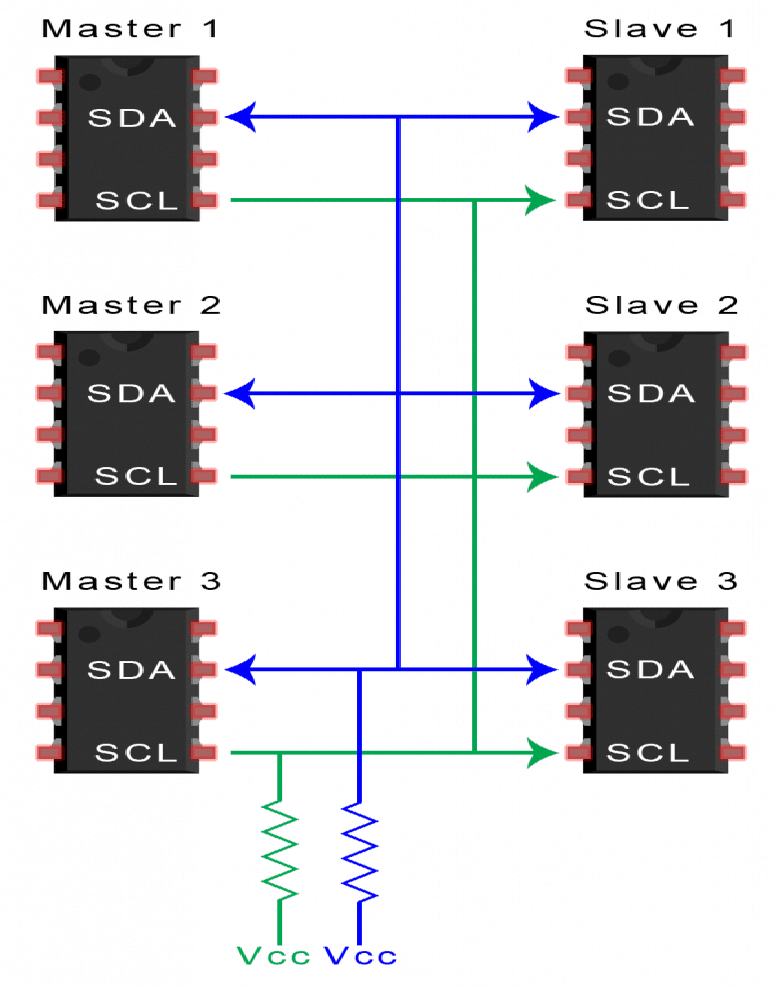 Master 1
Slave 1
SDA
SDA
SCL
SCL
Master 2
Slave 2
SDA
SDA
SCL
SCL
Master 3
Slave 3
SDA
SDA
SCL
SCL
Vcc
Vcc